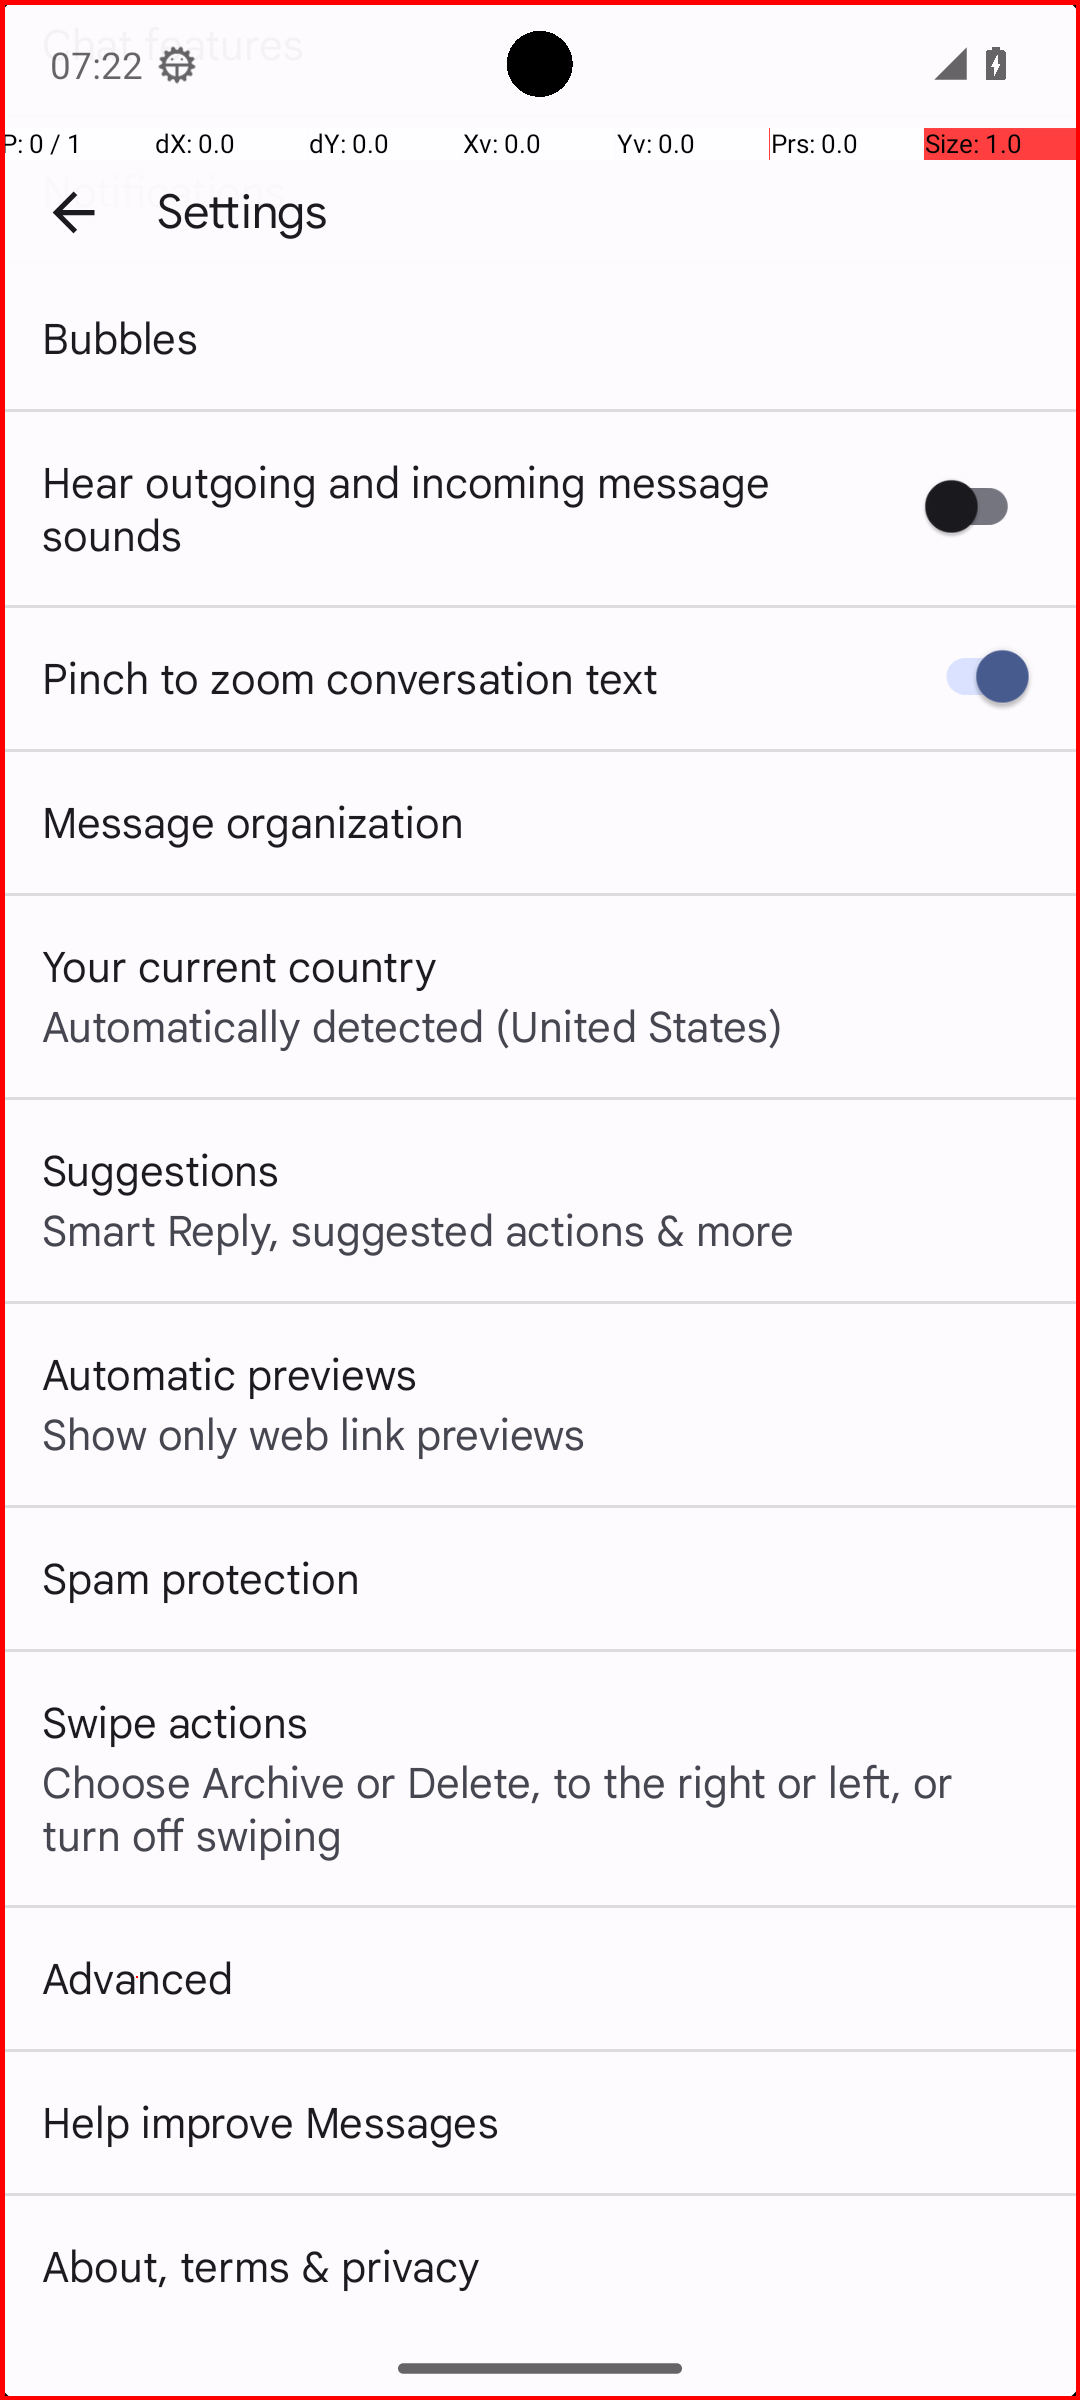 Chat features
07:22
P: 0 / 1 dX: 0.0 dY: 0.0 Xv: 0.0 Yv: 0.0 Prs: 0.0 Size: 1.0
Notifications
Settings
Bubbles
Hear outgoing and incoming message
sounds
Pinch to zoom conversation text
Message organization
Your current country
Automatically detected (United States)
Suggestions
Smart Reply, suggested actions & more
Automatic previews
Show only web link previews
Spam protection
Swipe actions
Choose Archive or Delete, to the right or left, or
turn off swiping
Advanced
Help improve Messages
About, terms & privacy